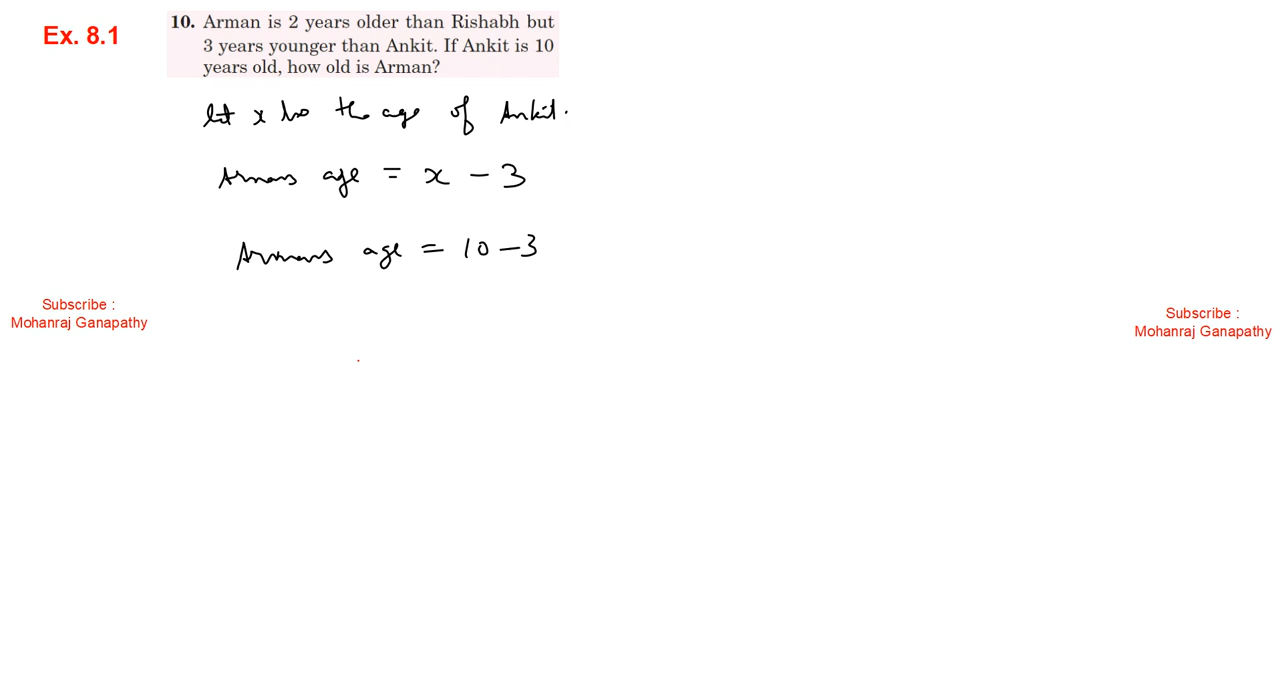 Ex. 8.1
10. Arman is 2 years older than Rishabh but
3 years younger than Ankit. If Ankit is 10
years old, how old is Arman?
let x be the age of Ankit.
Armans age = x - 3
Armans age = 10 - 3
Subscribe :
Mohanraj Ganapathy
Subscribe :
Mohanraj Ganapathy